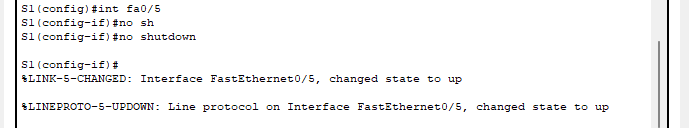 S1(config)#int fa0/5
S1(config-if)#no sh
S1(config-if)#no shutdown
S1(config-if)#
%LINK-5-CHANGED: Interface FastEthernet0/5, changed state to up
%LINEPROTO-5-UPDOWN: Line protocol on Interface FastEthernet0/5, changed state to up